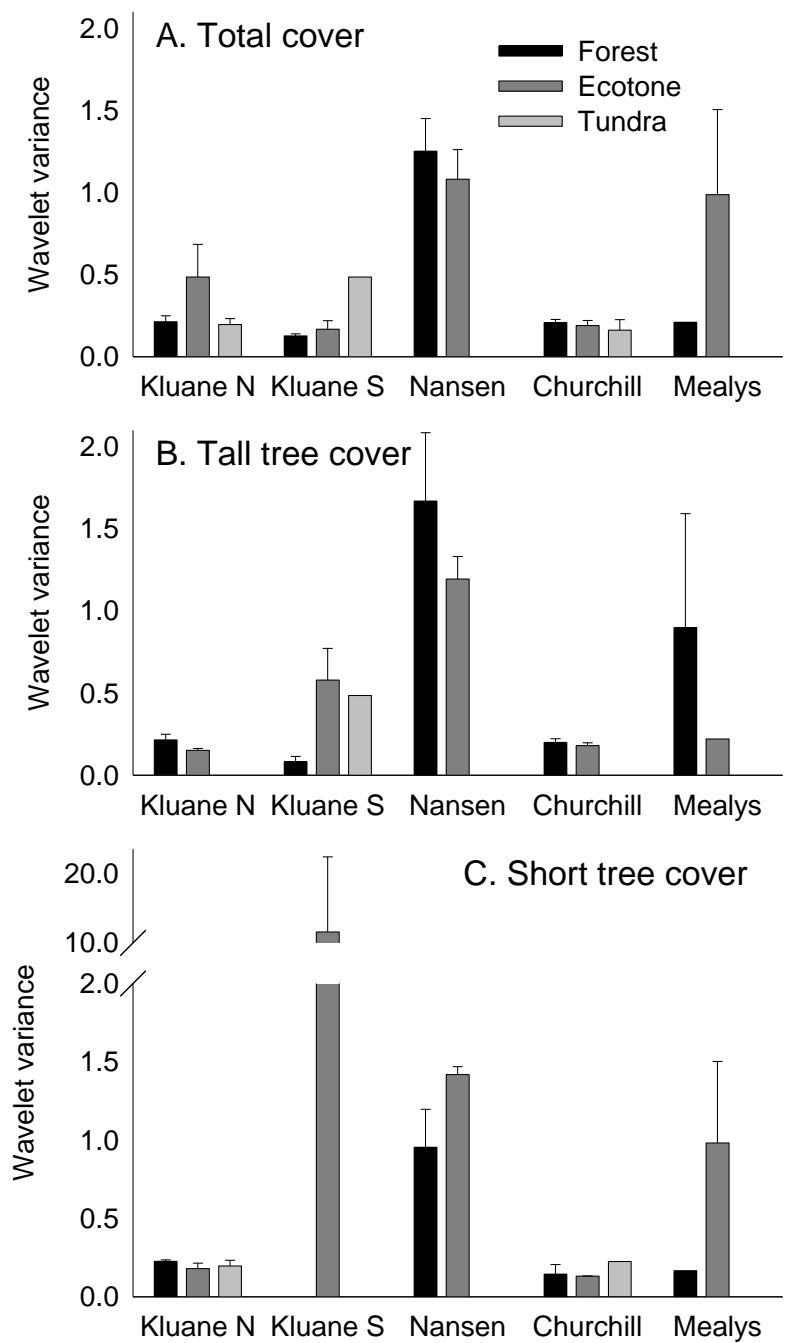 A. Total cover
Forest
Ecotone
Tundra
Wavelet variance
2.0
1.5
1.0
0.5
0.0
Kluane N Kluane S Nansen Churchill Mealys
B. Tall tree cover
Wavelet variance
2.0
1.5
1.0
0.5
0.0
Kluane N Kluane S Nansen Churchill Mealys
C. Short tree cover
Wavelet variance
20.0
10.0
2.0
1.5
1.0
0.5
0.0
Kluane N Kluane S Nansen Churchill Mealys